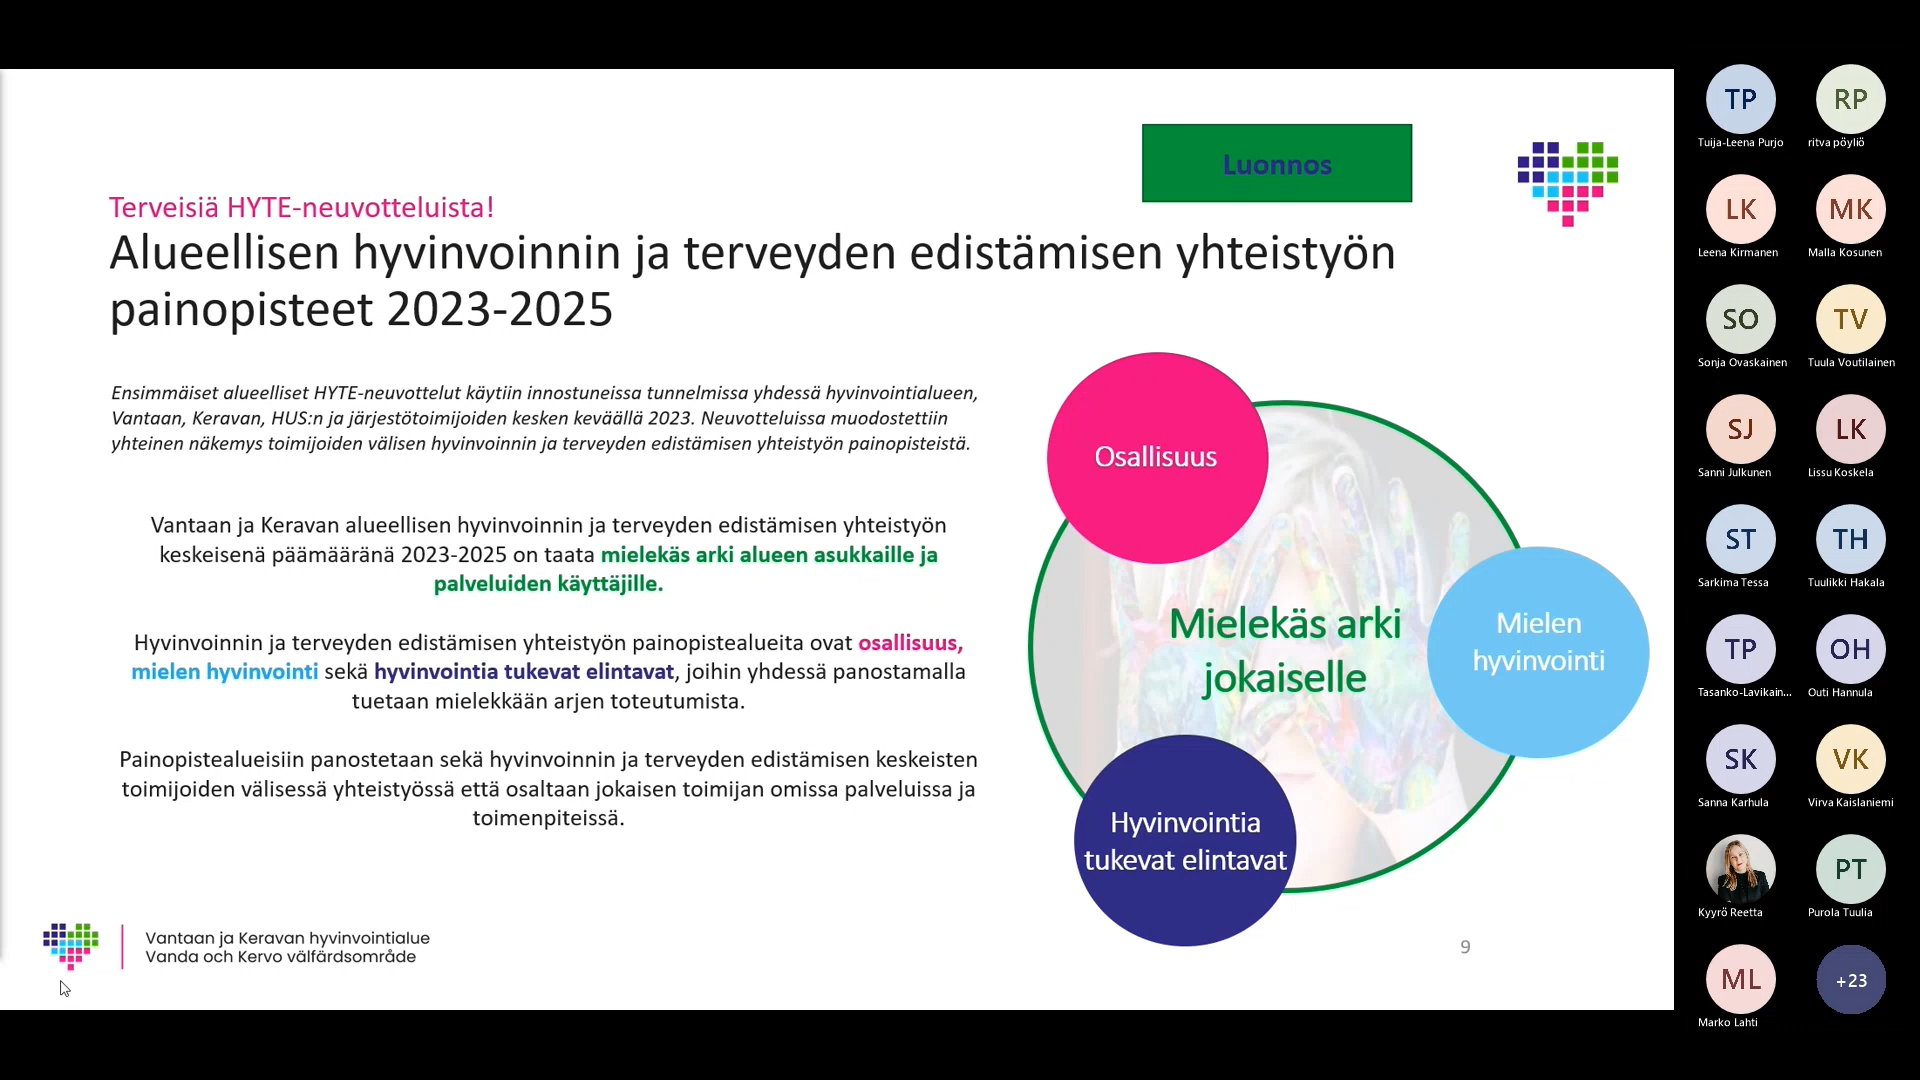 Luonnos
Terveisiä HYTE-neuvotteluista!
Alueellisen hyvinvoinnin ja terveyden edistämisen yhteistyön
painopisteet 2023-2025
Ensimmäiset alueelliset HYTE-neuvottelut käytiin innostuneissa tunnelmissa yhdessä hyvinvointialueen,
Vantaan, Keravan, HUS:n ja järjestötoimijoiden kesken keväällä 2023. Neuvotteluissa muodostettiin
yhteinen näkemys toimijoiden välisen hyvinvoinnin ja terveyden edistämisen yhteistyön painopisteistä.
Vantaan ja Keravan alueellisen hyvinvoinnin ja terveyden edistämisen yhteistyön
keskeisenä päämääränä 2023-2025 on taata mielekäs arki alueen asukkaille ja
palveluiden käyttäjille.
Hyvinvoinnin ja terveyden edistämisen yhteistyön painopistealueita ovat osallisuus,
mielen hyvinvointi sekä hyvinvointia tukevat elintavat, joihin yhdessä panostamalla
tuetaan mielekkään arjen toteutumista.
Painopistealueisiin panostetaan sekä hyvinvoinnin ja terveyden edistämisen keskeisten
toimijoiden välisessä yhteistyössä että osaltaan jokaisen toimijan omissa palveluissa ja
toimenpiteissä.
Osallisuus
Mielekäs arki
jokaiselle
Mielen
hyvinvointi
Hyvinvointia
tukevat elintavat
Vantaan ja Keravan hyvinvointialue
Vanda och Kervo välfärdsområde
9
TP
Tuija-Leena Purjo
RP
ritva pöyliö
LK
Leena Kirmanen
MK
Malla Kosunen
SO
Sonja Ovaskainen
TV
Tuula Voutilainen
SJ
Sanni Julkunen
LK
Lissu Koskela
ST
Sarkima Tessa
TH
Tuulikki Hakala
TP
Tasanko-Lavikain...
OH
Outi Hannula
SK
Sanna Karhula
VK
Virva Kaislaniemi
Kyyrö Reetta
PT
Purola Tuulia
ML
Marko Lahti
+23